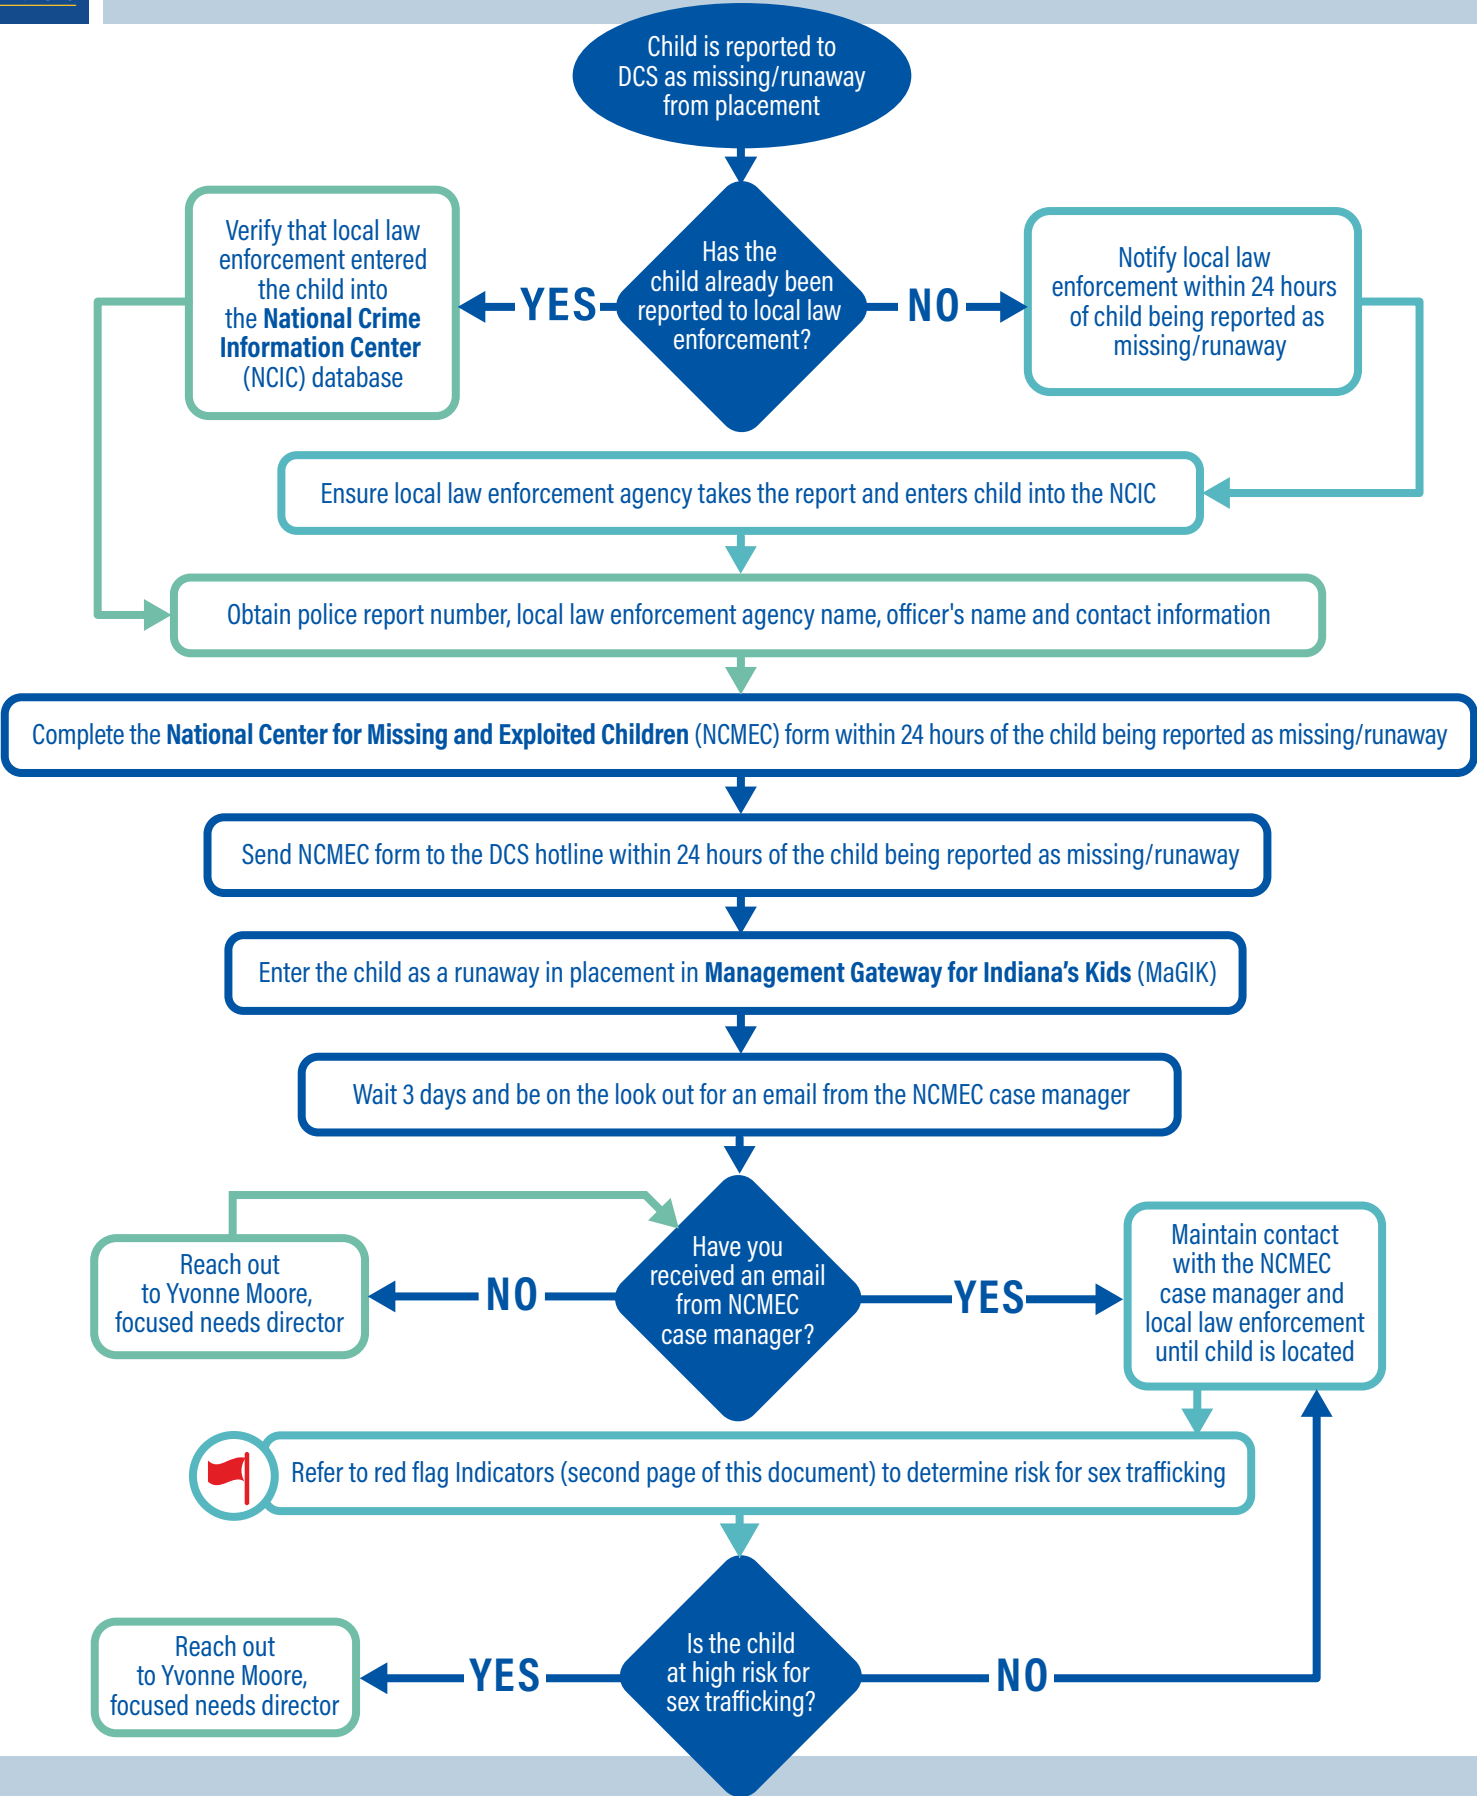 Child is reported to
DCS as missing/runaway
from placement
Has the
child already been
reported to local law
enforcement?
YES
NO
Verify that local law
enforcement entered
the child into
the National Crime
Information Center
(NCIC) database
Notify local law
enforcement within 24 hours
of child being reported as
missing/runaway
Ensure local law enforcement agency takes the report and enters child into the NCIC
Obtain police report number, local law enforcement agency name, officer's name and contact information
Complete the National Center for Missing and Exploited Children (NCMEC) form within 24 hours of the child being reported as missing/runaway
Send NCMEC form to the DCS hotline within 24 hours of the child being reported as missing/runaway
Enter the child as a runaway in placement in Management Gateway for Indiana’s Kids (MaGIK)
Wait 3 days and be on the look out for an email from the NCMEC case manager
Have you
received an email
from NCMEC
case manager?
NO
YES
Reach out
to Yvonne Moore,
focused needs director
Maintain contact
with the NCMEC
case manager and
local law enforcement
until child is located
Refer to red flag Indicators (second page of this document) to determine risk for sex trafficking
Is the child
at high risk for
sex trafficking?
YES
NO
Reach out
to Yvonne Moore,
focused needs director